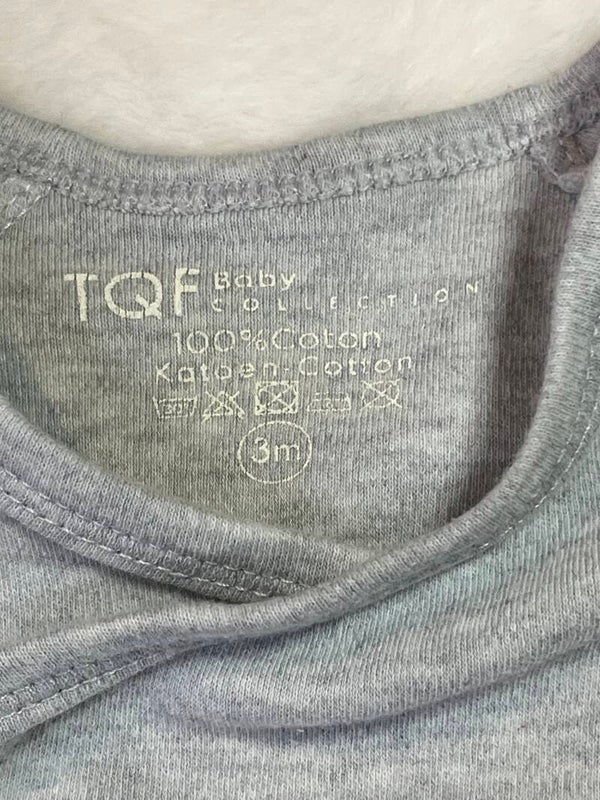 TQF Baby
COLLECTION
100% Coton
Katoen-Cotton
3m